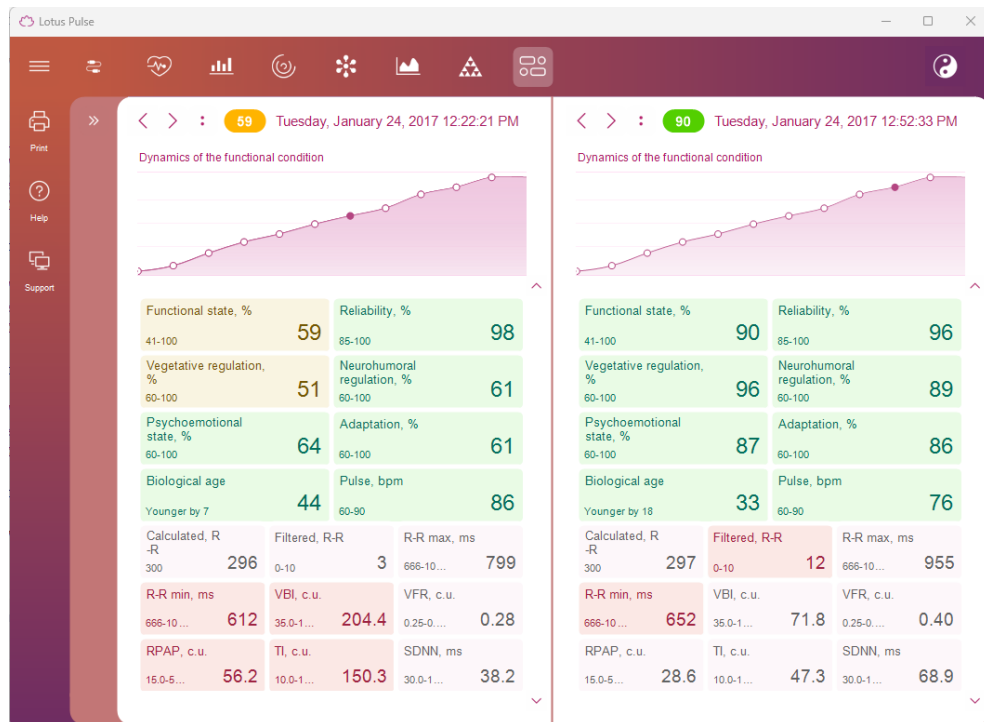 Lotus Pulse
Print
Help
Support
59 Tuesday, January 24, 2017 12:22:21 PM
Dynamics of the functional condition
Functional state, %
41-100
59
Reliability, %
85-100
98
Vegetative regulation,
%
60-100
51
Neurohumoral
regulation, %
60-100
61
Psychoemotional
state, %
60-100
64
Adaptation, %
60-100
61
Biological age
Younger by 7
44
Pulse, bpm
60-90
86
Calculated, R
-R
300
296
Filtered, R-R
0-10
3
R-R max, ms
666-10...
799
R-R min, ms
666-10...
612
VBI, c.u.
35.0-1...
204.4
VFR, c.u.
0.25-0....
0.28
RPAP, c.u.
15.0-5...
56.2
TI, c.u.
10.0-1...
150.3
SDNN, ms
30.0-1...
38.2
90 Tuesday, January 24, 2017 12:52:33 PM
Dynamics of the functional condition
Functional state, %
41-100
90
Reliability, %
85-100
96
Vegetative regulation,
%
60-100
96
Neurohumoral
regulation, %
60-100
89
Psychoemotional
state, %
60-100
87
Adaptation, %
60-100
86
Biological age
Younger by 18
33
Pulse, bpm
60-90
76
Calculated, R
-R
300
297
Filtered, R-R
0-10
12
R-R max, ms
666-10...
955
R-R min, ms
666-10...
652
VBI, c.u.
35.0-1...
71.8
VFR, c.u.
0.25-0....
0.40
RPAP, c.u.
15.0-5...
28.6
TI, c.u.
10.0-1...
47.3
SDNN, ms
30.0-1...
68.9